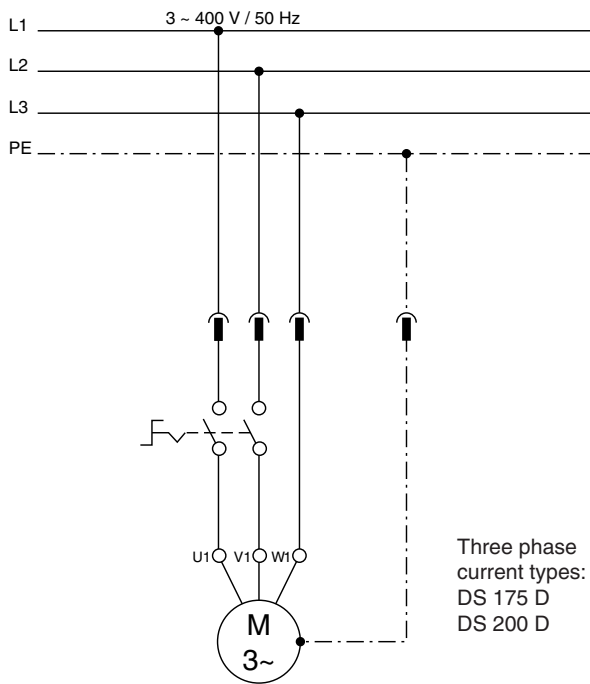 3 ~ 400 V / 50 Hz
L1
L2
L3
PE
U1 V1 W1
M
3~
Three phase
current types:
DS 175 D
DS 200 D